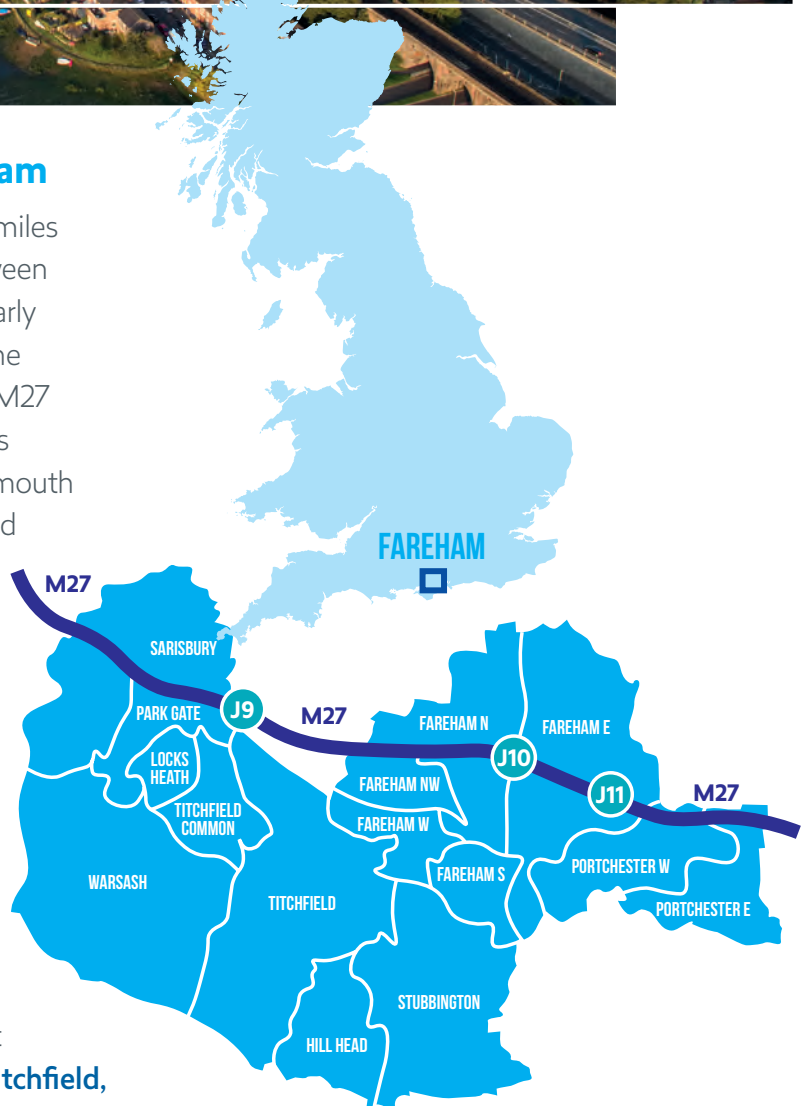 am
miles
een
arly
ne
M27
s
mouth
d
FAREHAM
M27
SARISBURY
PARK GATE
J9
M27
FAREHAM N
FAREHAM E
J10
LOCKS
HEATH
FAREHAM NW
J11
M27
TITCHFIELD
COMMON
FAREHAM W
WARSASH
FAREHAM S
PORTCHESTER W
TITCHFIELD
PORTCHESTER E
STUBBINGTON
HILL HEAD
tchfield,